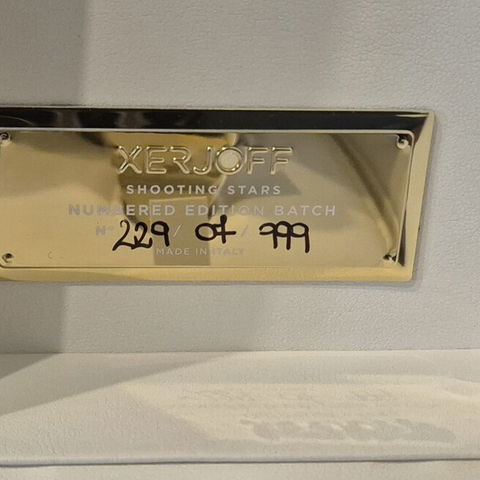 XERJOFF
SHOOTING STARS
NUMBERED EDITION BATCH
N° 229 / of / 999
MADE IN ITALY